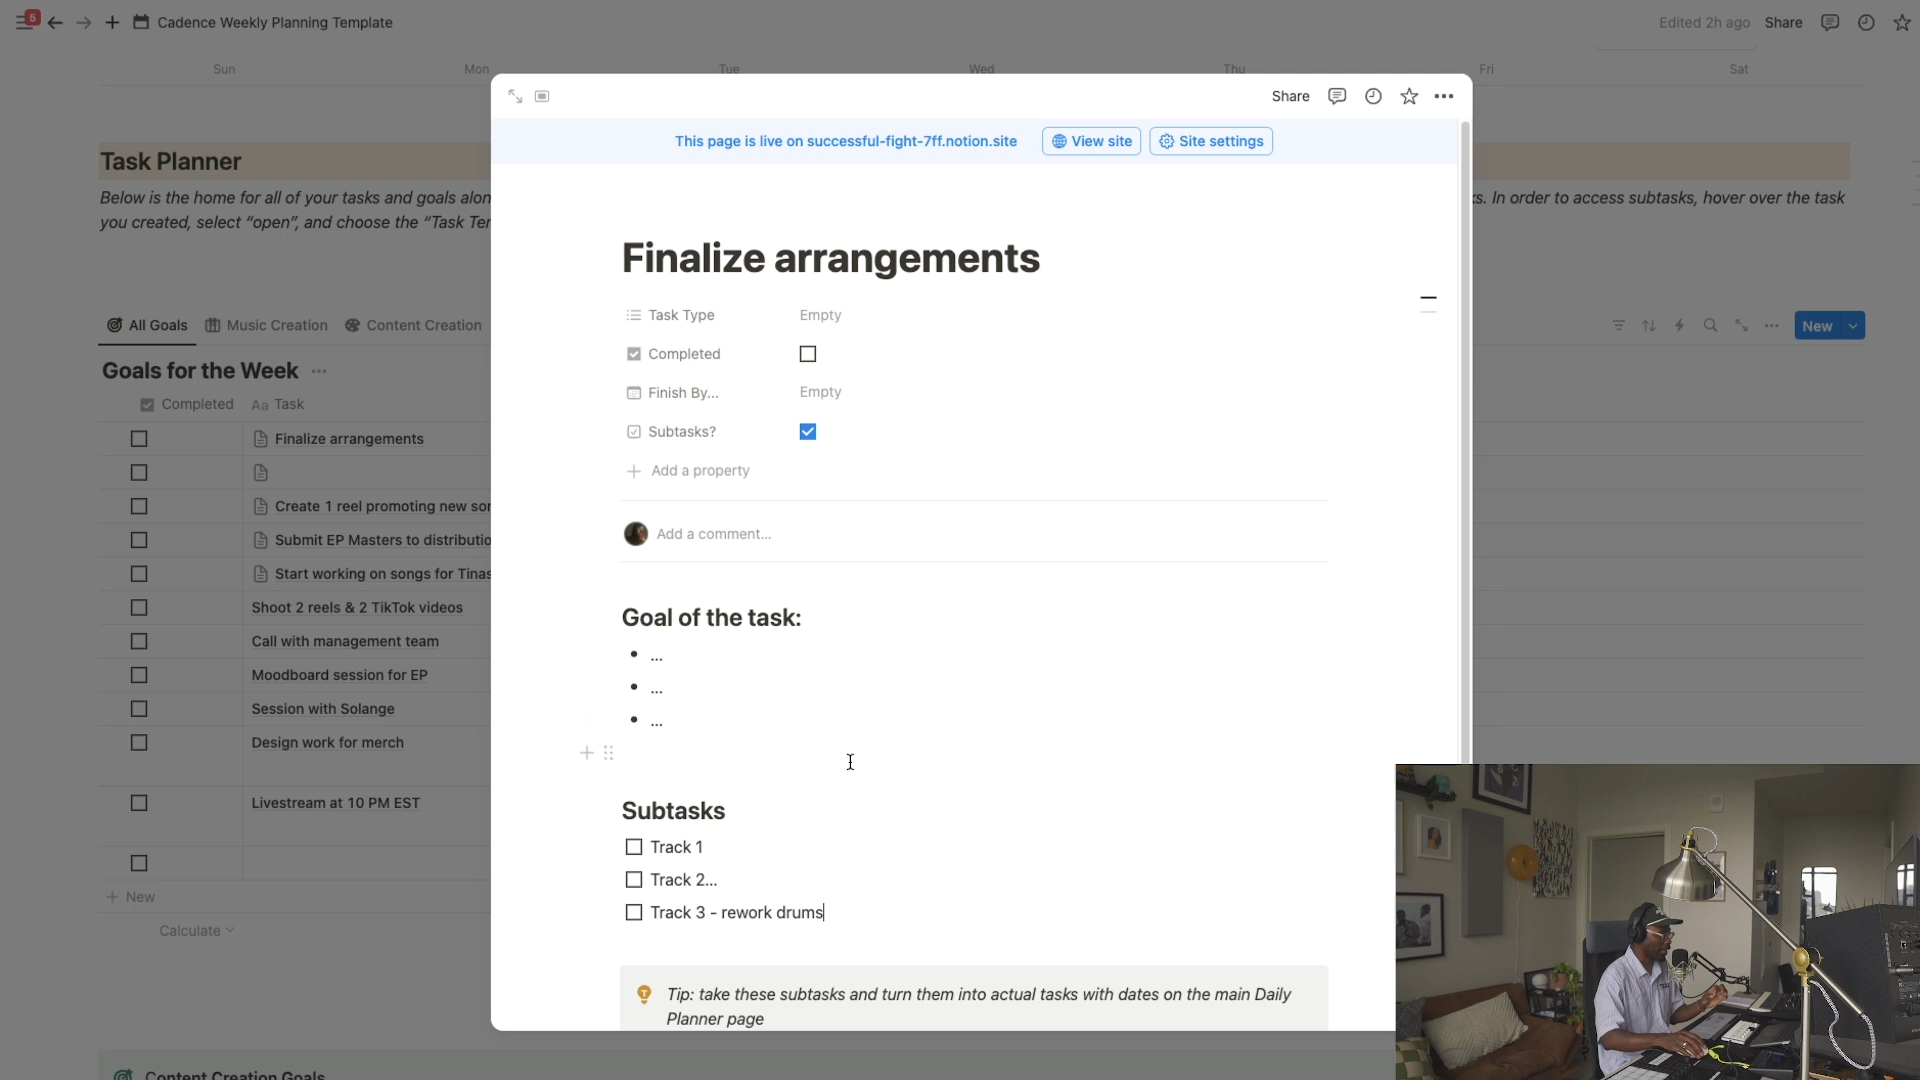 5
Cadence Weekly Planning Template
Edited 2h ago
Share
Sun
Mon
Tue
Wed
Thu
Fri
Sat
Task Planner
Below is the home for all of your tasks and goals alon
ks. In order to access subtasks, hover over the task
you created, select “open”, and choose the “Task Ter
All Goals
Music Creation
Content Creation
New
Goals for the Week
Completed
Aa Task
Finalize arrangements
Create 1 reel promoting new sor
Submit EP Masters to distributio
Start working on songs for Tinas
Shoot 2 reels & 2 TikTok videos
Call with management team
Moodboard session for EP
Session with Solange
Design work for merch
Livestream at 10 PM EST
New
Calculate
Content Creation Goals
Share
This page is live on successful-fight-7ff.notion.site
View site
Site settings
Finalize arrangements
Task Type
Empty
Completed
Finish By...
Empty
Subtasks?
Add a property
Add a comment...
Goal of the task:
...
...
...
Subtasks
Track 1
Track 2...
Track 3 - rework drums
Tip: take these subtasks and turn them into actual tasks with dates on the main Daily
Planner page